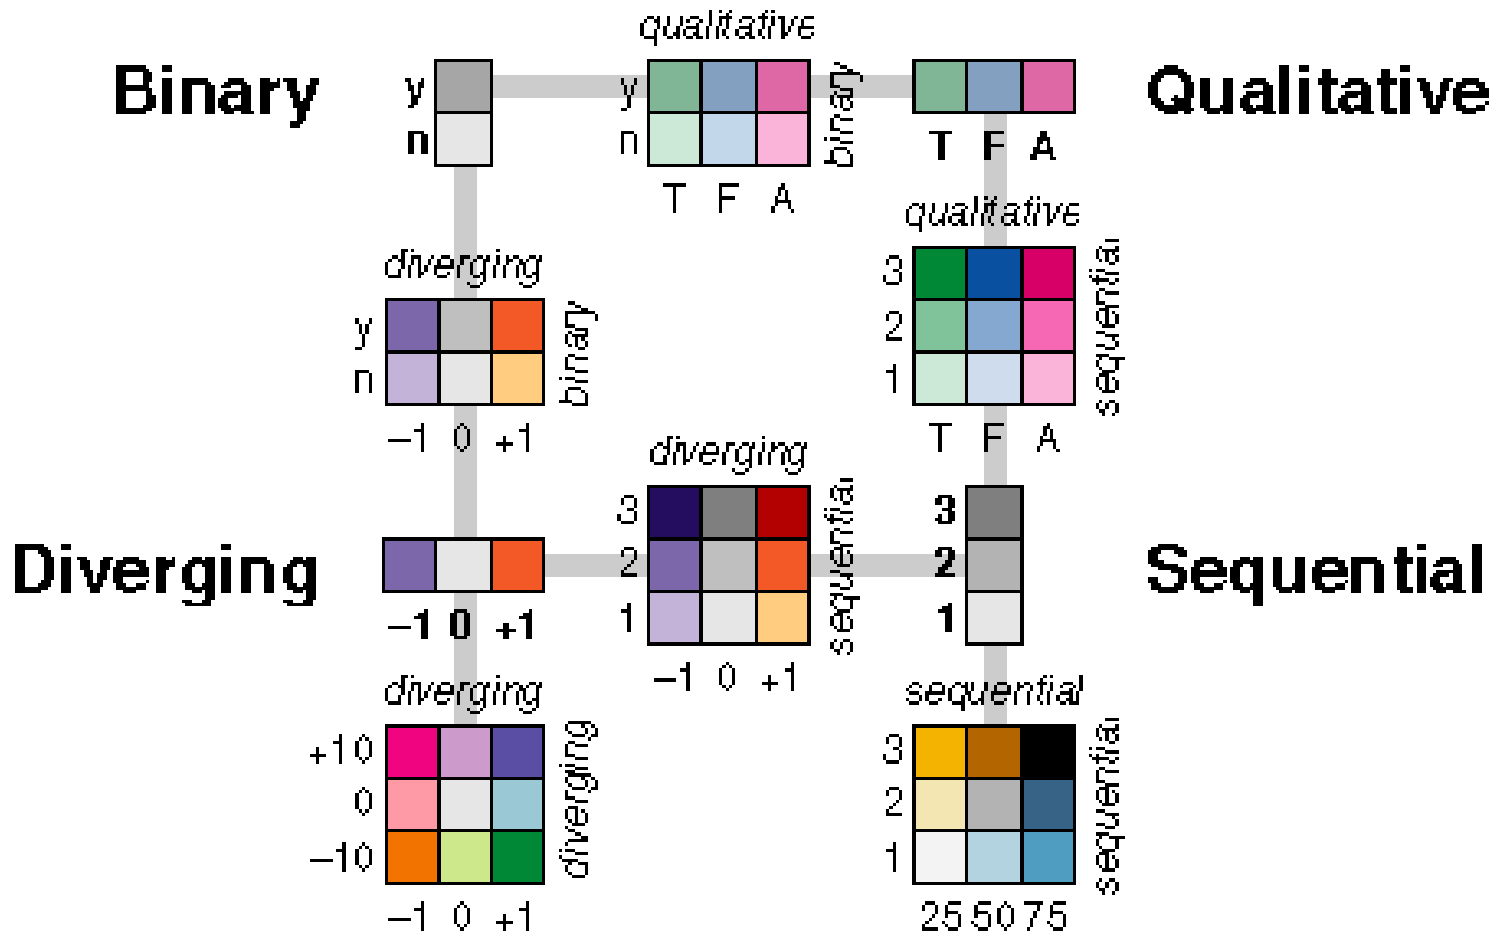 qualitative
Binary
y
n
y
n
binary
T F A
T F A
Qualitative
diverging
y
n
binary
–1 0 +1
qualitative
3
2
1
sequential
T F A
Diverging
–1 0 +1
diverging
3
2
1
sequential
–1 0 +1
3
2
1
Sequential
diverging
+10
0
–10
diverging
–1 0 +1
sequential
3
2
1
sequential
25 50 75